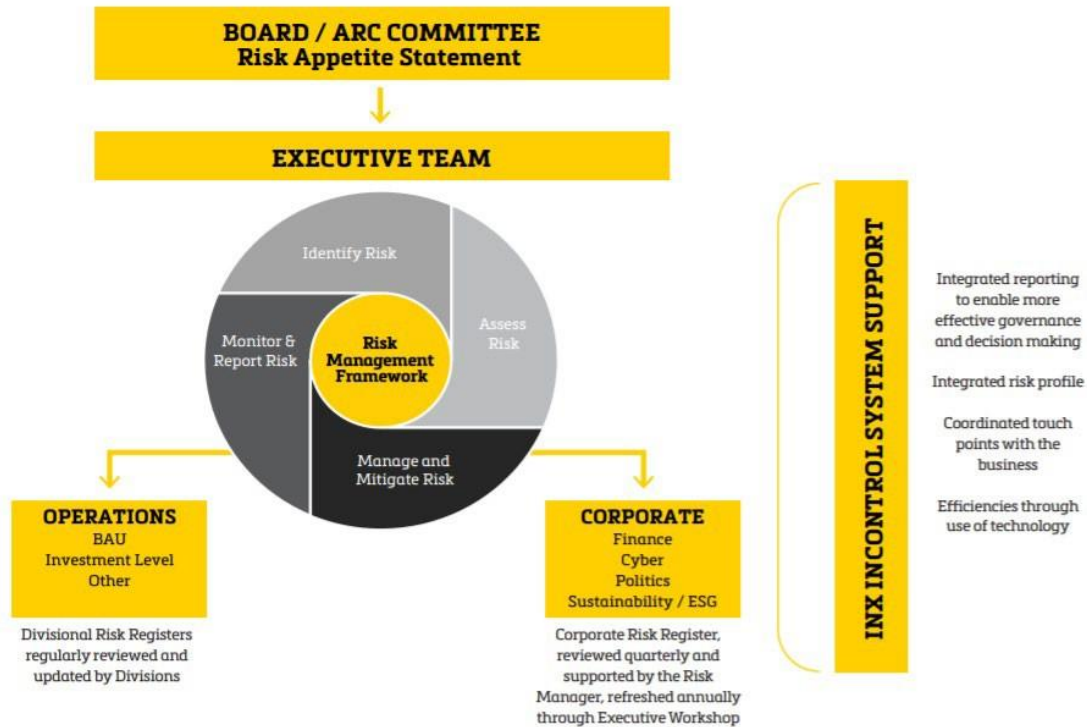 BOARD / ARC COMMITTEE
Risk Appetite Statement
EXECUTIVE TEAM
Identify Risk
Assess
Risk
Monitor &
Report Risk
Risk
Management
Framework
Manage and
Mitigate Risk
OPERATIONS
BAU
Investment Level
Other
Divisional Risk Registers
regularly reviewed and
updated by Divisions
CORPORATE
Finance
Cyber
Politics
Sustainability / ESG
Corporate Risk Register,
reviewed quarterly and
supported by the Risk
Manager, refreshed annually
through Executive Workshop
INX INCONTROL SYSTEM SUPPORT
Integrated reporting
to enable more
effective governance
and decision making
Integrated risk profile
Coordinated touch
points with the
business
Efficiencies through
use of technology